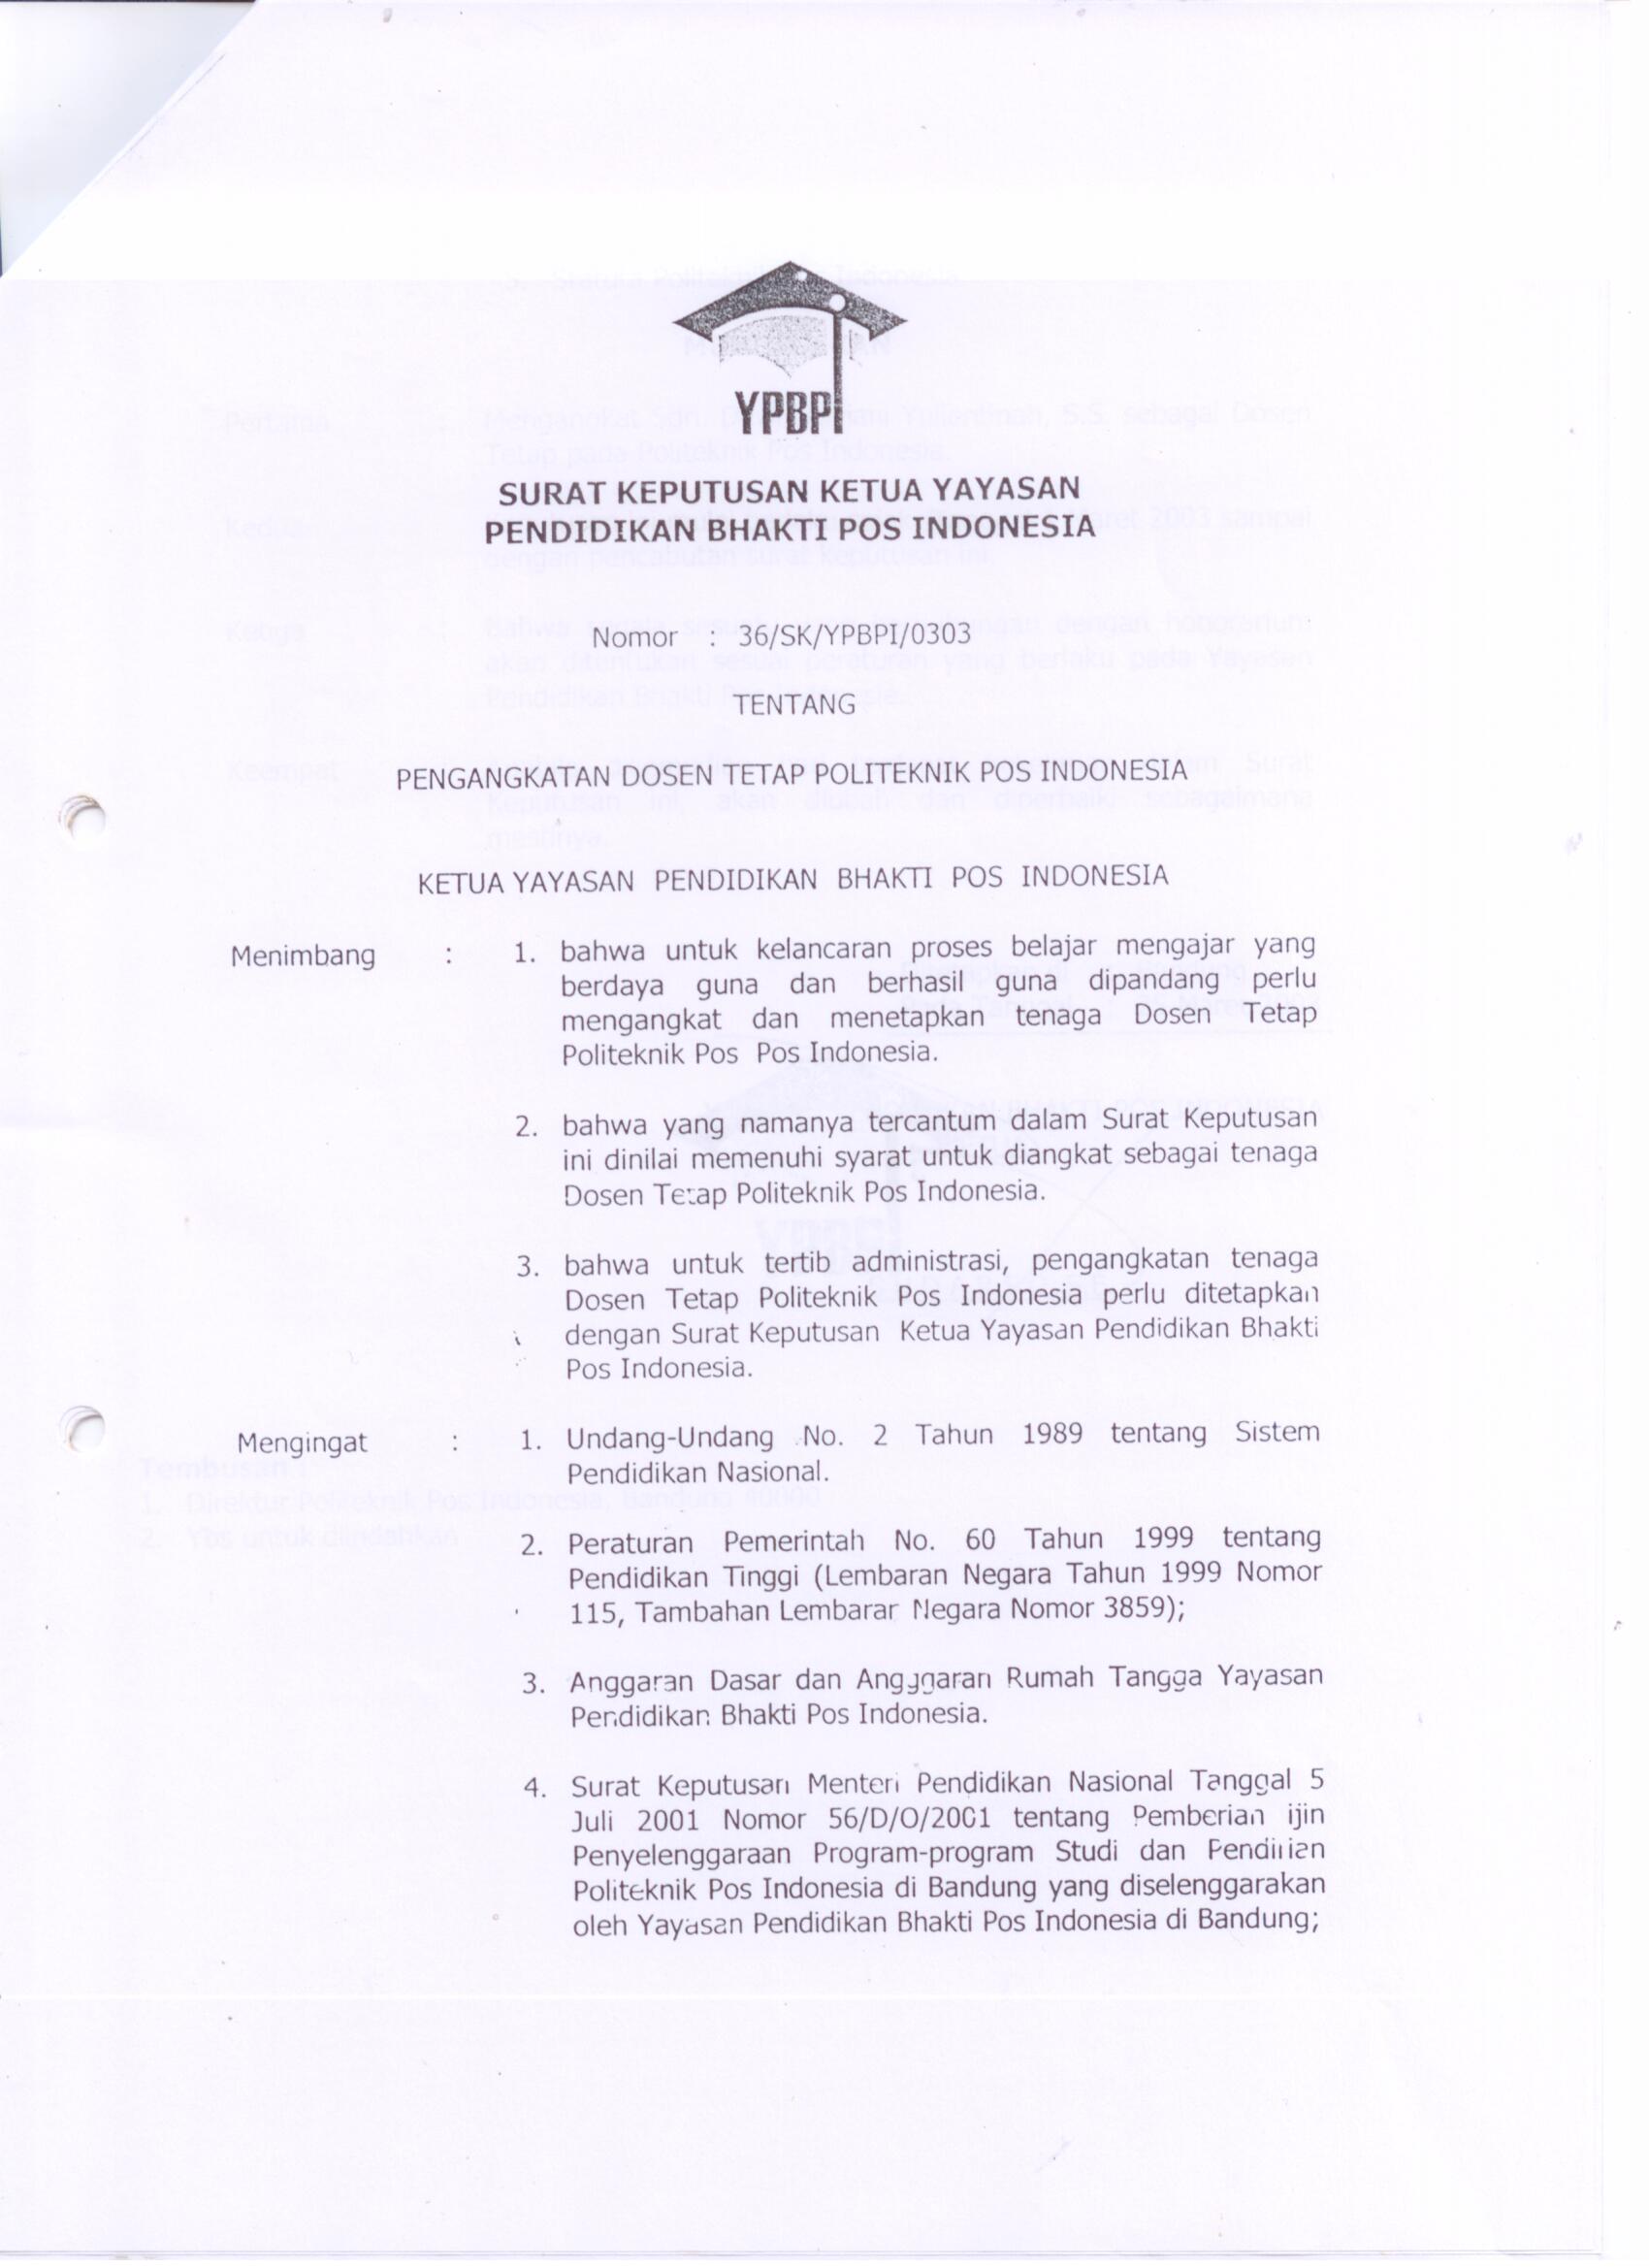 YPBPI
SURAT KEPUTUSAN KETUA YAYASAN
PENDIDIKAN BHAKTI POS INDONESIA
Nomor : 36/SK/YPBPI/0303
TENTANG
PENGANGKATAN DOSEN TETAP POLITEKNIK POS INDONESIA
KETUA YAYASAN PENDIDIKAN BHAKTI POS INDONESIA
Menimbang : 1. bahwa untuk kelancaran proses belajar mengajar yang
berdaya guna dan berhasil guna dipandang perlu
mengangkat dan menetapkan tenaga Dosen Tetap
Politeknik Pos Pos Indonesia.
2. bahwa yang namanya tercantum dalam Surat Keputusan
ini dinilai memenuhi syarat untuk diangkat sebagai tenaga
Dosen Tetap Politeknik Pos Indonesia.
3. bahwa untuk tertib administrasi, pengangkatan tenaga
Dosen Tetap Politeknik Pos Indonesia perlu ditetapkan
dengan Surat Keputusan Ketua Yayasan Pendidikan Bhakti
Pos Indonesia.
Mengingat : 1. Undang-Undang No. 2 Tahun 1989 tentang Sistem
Pendidikan Nasional.
2. Peraturan Pemerintah No. 60 Tahun 1999 tentang
Pendidikan Tinggi (Lembaran Negara Tahun 1999 Nomor
115, Tambahan Lembaran Negara Nomor 3859);
3. Anggaran Dasar dan Angggaran Rumah Tangga Yayasan
Pendidikan Bhakti Pos Indonesia.
4. Surat Keputusan Menteri Pendidikan Nasional Tanggal 5
Juli 2001 Nomor 56/D/O/2001 tentang Pemberian ijin
Penyelenggaraan Program-program Studi dan Pendirian
Politeknik Pos Indonesia di Bandung yang diselenggarakan
oleh Yayasan Pendidikan Bhakti Pos Indonesia di Bandung;